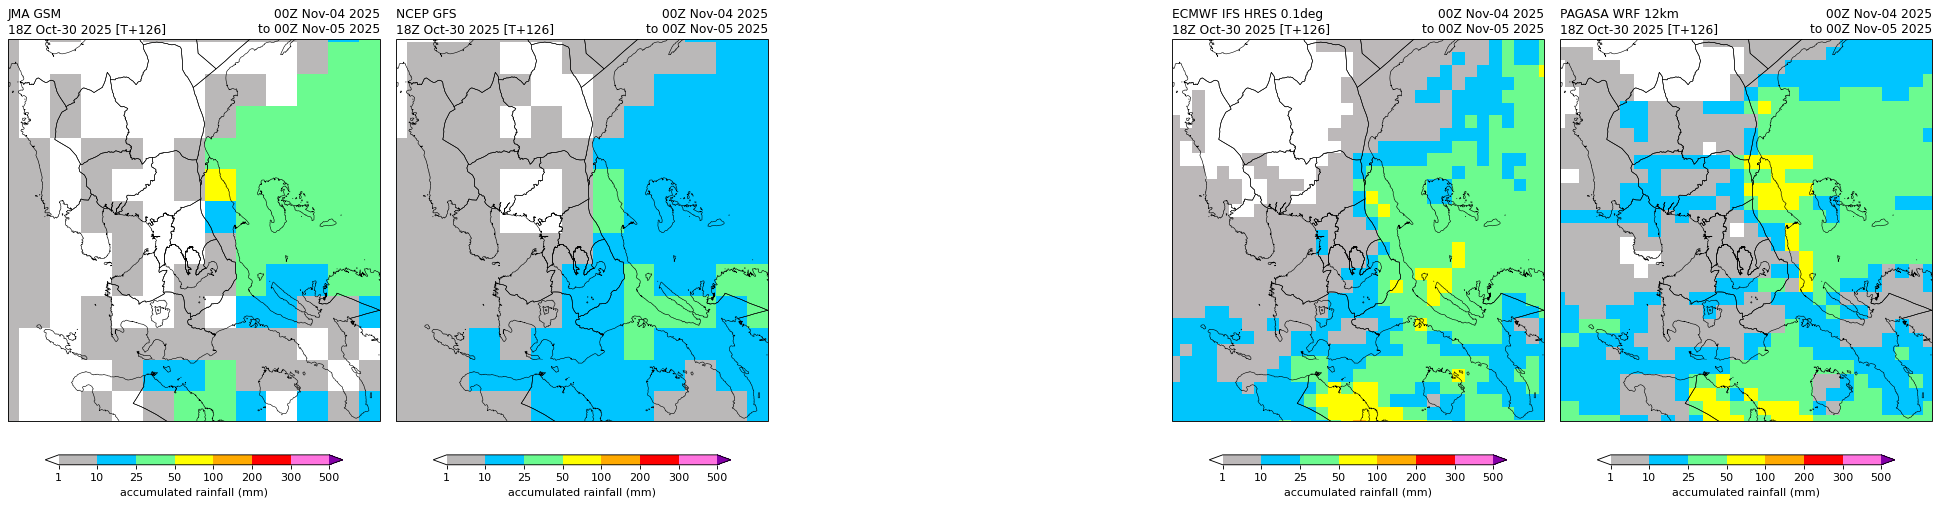 JMA GSM
00Z Nov-04 2025
18Z Oct-30 2025 [T+126]
to 00Z Nov-05 2025
NCEP GFS
00Z Nov-04 2025
18Z Oct-30 2025 [T+126]
to 00Z Nov-05 2025
ECMWF IFS HRES 0.1deg
00Z Nov-04 2025
18Z Oct-30 2025 [T+126]
to 00Z Nov-05 2025
PAGASA WRF 12km
00Z Nov-04 2025
18Z Oct-30 2025 [T+126]
to 00Z Nov-05 2025
1 10 25 50 100 200 300 500
accumulated rainfall (mm)
1 10 25 50 100 200 300 500
accumulated rainfall (mm)
1 10 25 50 100 200 300 500
accumulated rainfall (mm)
1 10 25 50 100 200 300 500
accumulated rainfall (mm)